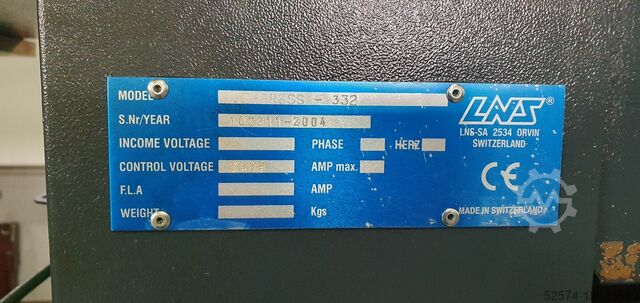 MODEL - 332
S.Nr/YEAR -2004
INCOME VOLTAGE PHASE HERZ
CONTROL VOLTAGE AMP max.
F.L.A AMP
WEIGHT Kgs
LNS
LNS-SA 2534 ORVIN
SWITZERLAND
CE
MADE IN SWITZERLAND